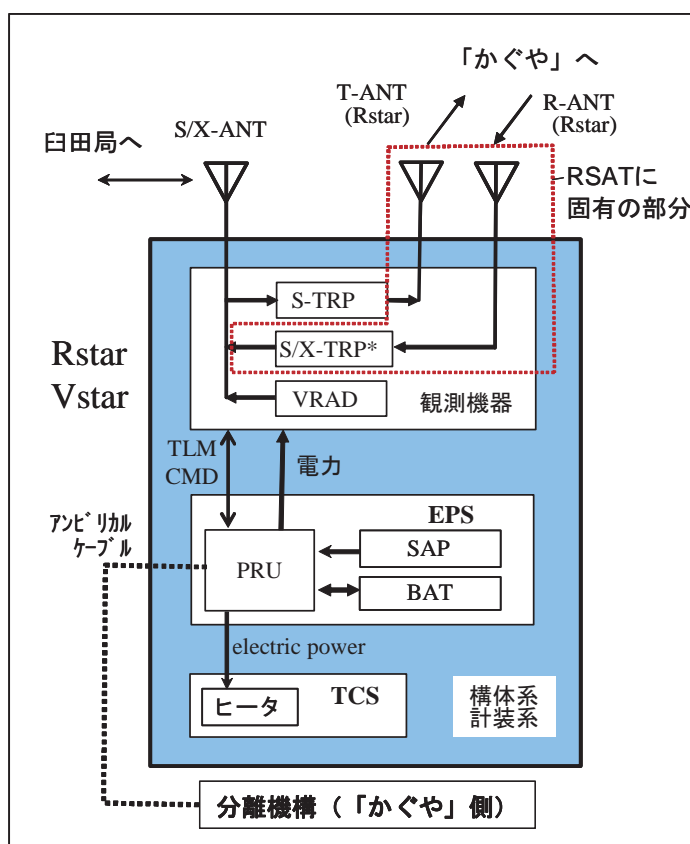 「かぐや」へ
T-ANT
(Rstar)
R-ANT
(Rstar)
S/X-ANT
臼田局へ
RSATに
固有の部分
S-TRP
S/X-TRP*
VRAD
観測機器
Rstar
Vstar
TLM
CMD
電力
アンビリカル
ケーブル
EPS
SAP
PRU
BAT
electric power
TCS
ヒータ
構体系
計装系
分離機構（「かぐや」側）